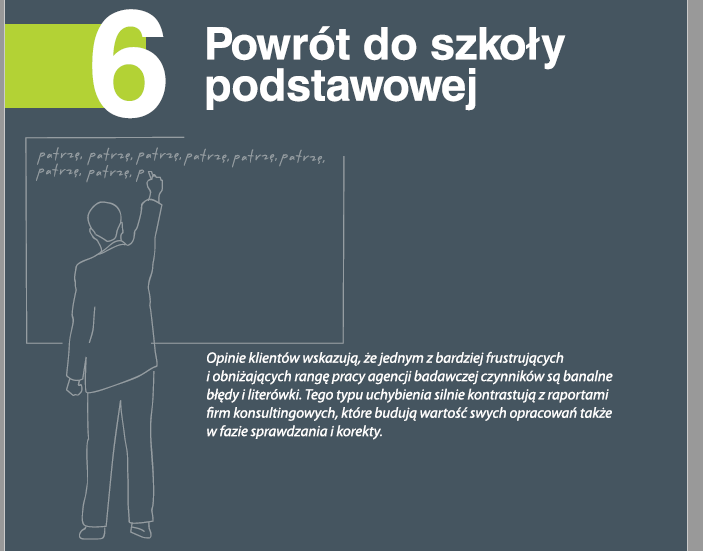 6
Powrót do szkoły
podstawowej
patrzę, patrzę, patrzę, patrzę, patrzę, patrzę,
patrzę, patrzę, p
Opinie klientów wskazują, że jednym z bardziej frustrujących
i obniżających rangę pracy agencji badawczej czynników są banalne
błędy i literówki. Tego typu uchybienia silnie kontrastują z raportami
firm konsultingowych, które budują wartość swych opracowań także
w fazie sprawdzania i korekty.